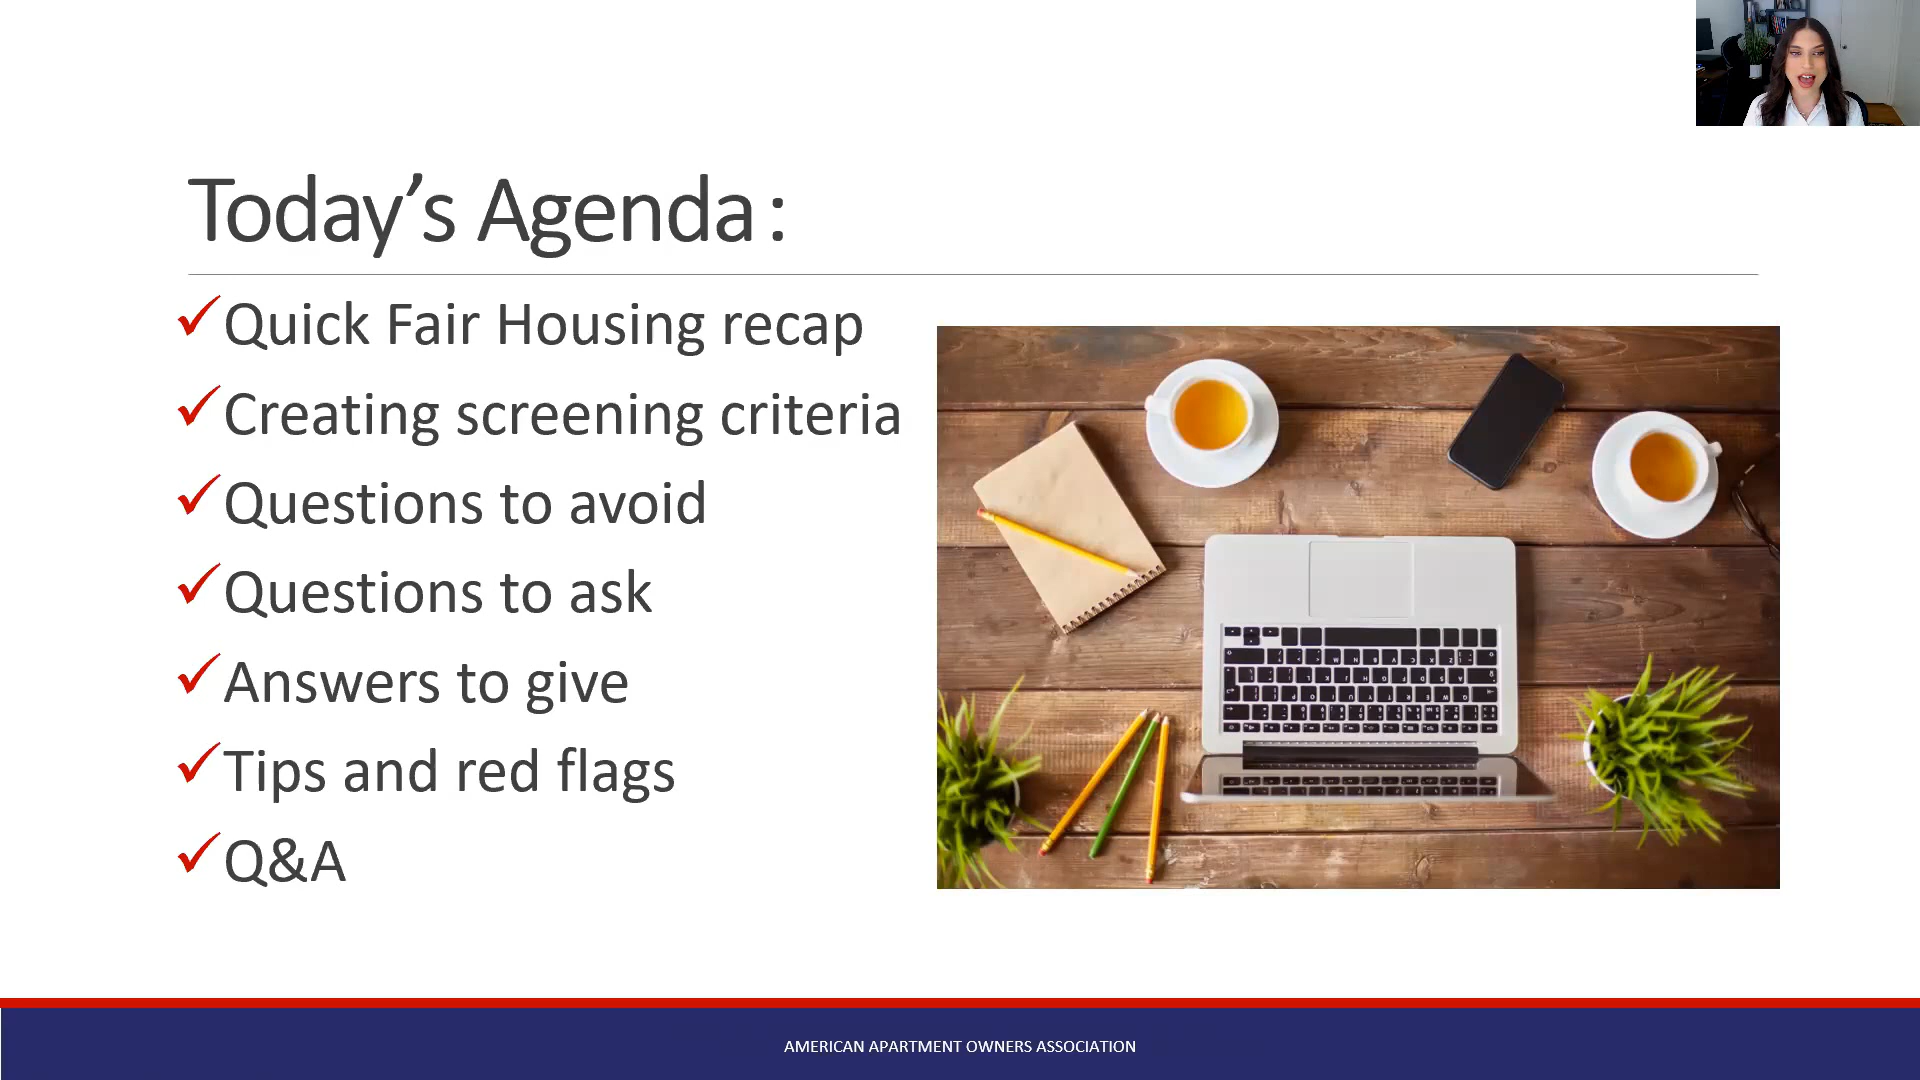 Today’s Agenda:
Quick Fair Housing recap
Creating screening criteria
Questions to avoid
Questions to ask
Answers to give
Tips and red flags
Q&A
AMERICAN APARTMENT OWNERS ASSOCIATION